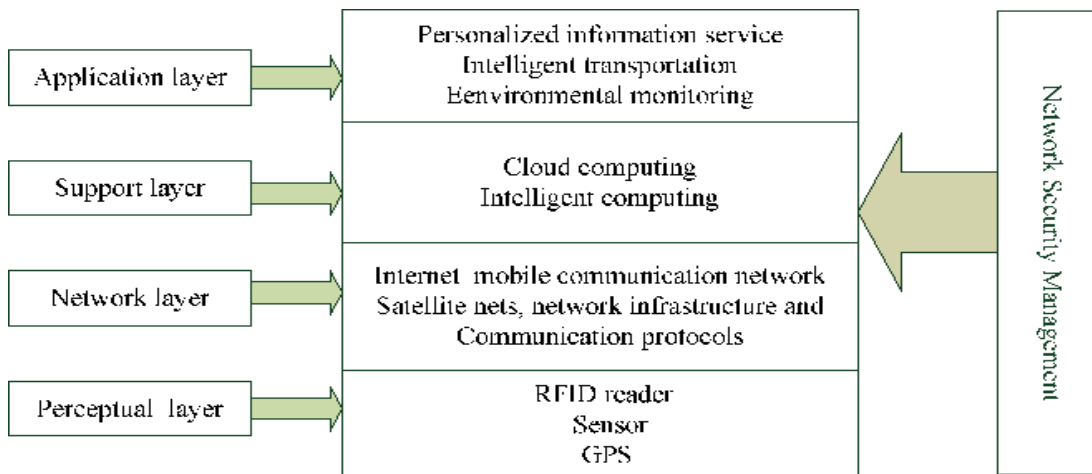 Application layer
Personalized information service
Intelligent transportation
Eenvironmental monitoring
Support layer
Cloud computing
Intelligent computing
Network layer
Internet mobile communication network
Satellite nets, network infrastructure and
Communication protocols
Perceptual layer
RFID reader
Sensor
GPS
Network Security Management